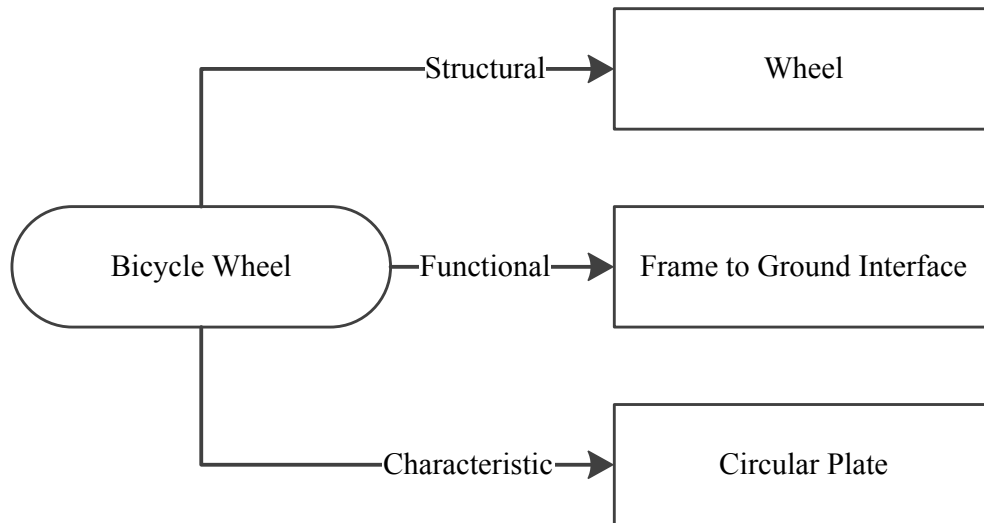 Structural
Wheel
Bicycle Wheel
Functional
Frame to Ground Interface
Characteristic
Circular Plate